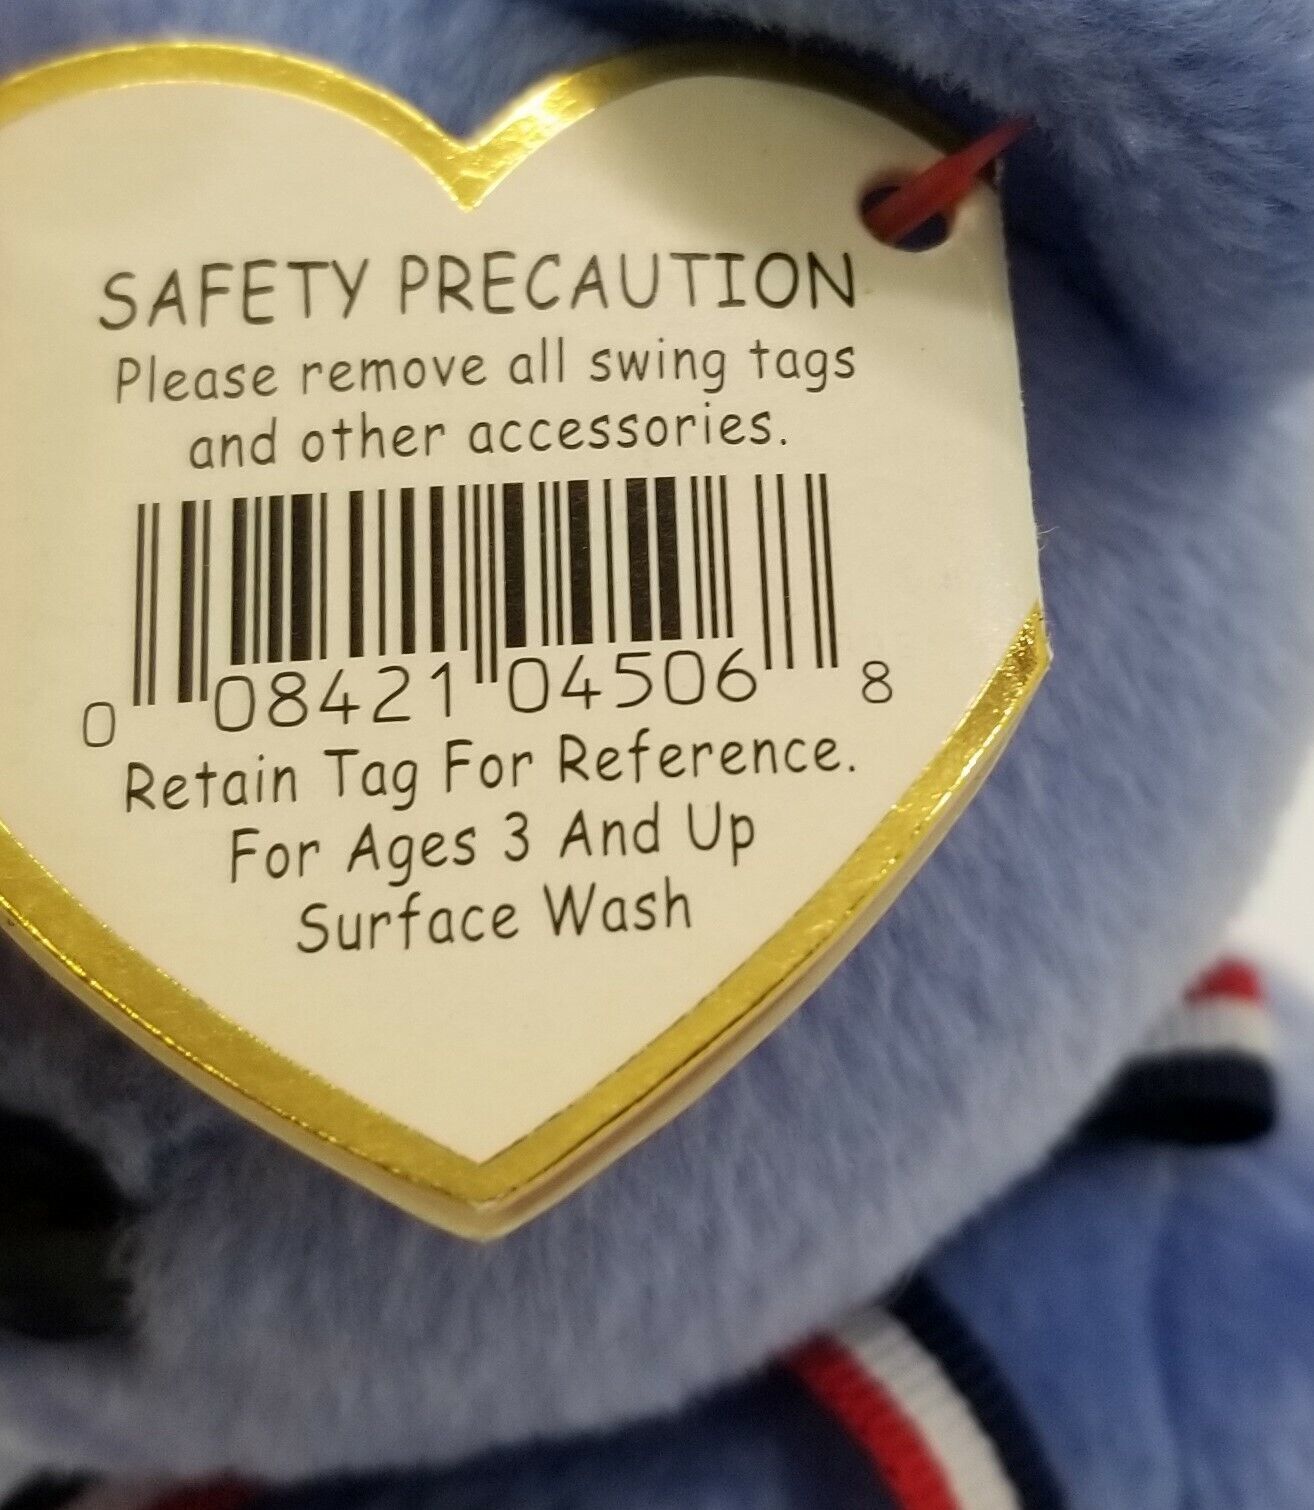 SAFETY PRECAUTION
Please remove all swing tags
and other accessories.
0 08421 04506 8
Retain Tag For Reference.
For Ages 3 And Up
Surface Wash